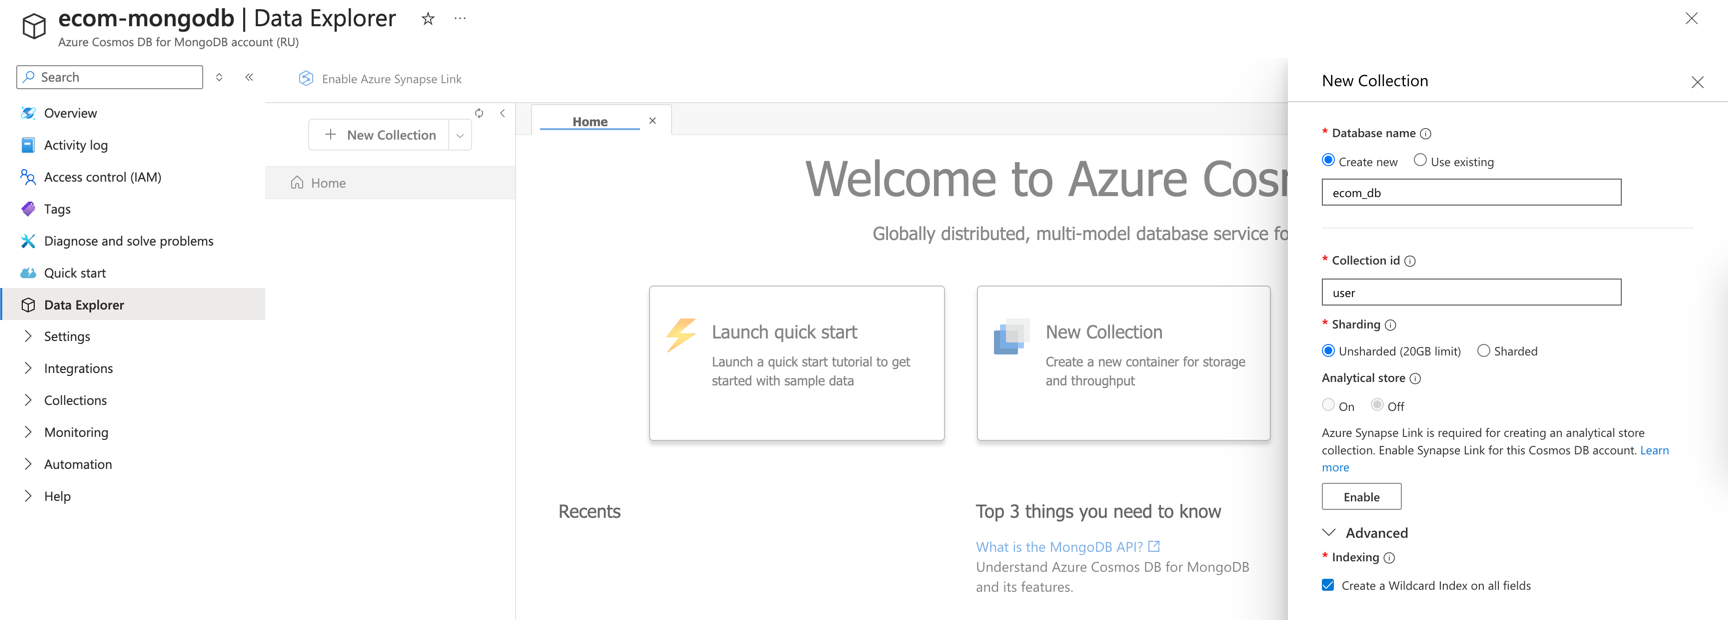 ecom-mongodb | Data Explorer
Azure Cosmos DB for MongoDB account (RU)
Search
Overview
Activity log
Access control (IAM)
Tags
Diagnose and solve problems
Quick start
Data Explorer
Settings
Integrations
Collections
Monitoring
Automation
Help
Enable Azure Synapse Link
New Collection
Home
Home
Welcome to Azure Cos
Globally distributed, multi-model database service fo
Launch quick start
Launch a quick start tutorial to get
started with sample data
New Collection
Create a new container for storage
and throughput
Recents
Top 3 things you need to know
What is the MongoDB API?
Understand Azure Cosmos DB for MongoDB
and its features.
New Collection
* Database name
Create new Use existing
ecom_db
* Collection id
user
* Sharding
Unsharded (20GB limit) Sharded
Analytical store
On Off
Azure Synapse Link is required for creating an analytical store
collection. Enable Synapse Link for this Cosmos DB account. Learn
more
Enable
Advanced
* Indexing
Create a Wildcard Index on all fields